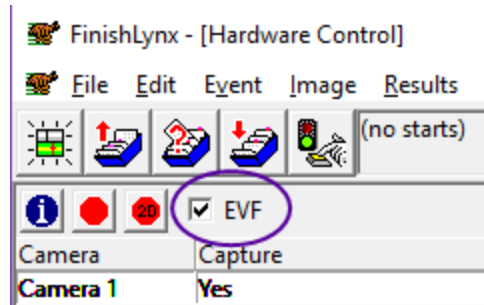 FinishLynx - [Hardware Control]
File Edit Event Image Results
(no starts)
2D EVF
Camera Capture
Camera 1 Yes